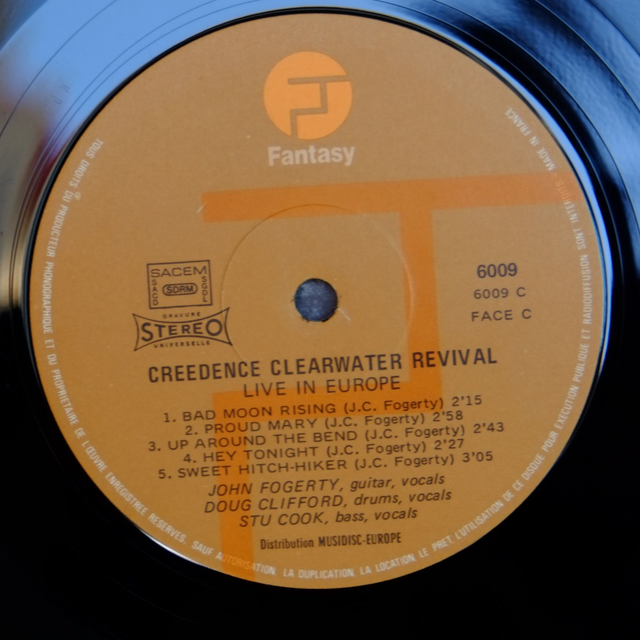 Fantasy
SACEM
SACD
SDRM
SGDL
GRAVURE
STEREO
UNIVERSELLE
6009
6009 C
FACE C
CREEDENCE CLEARWATER REVIVAL
LIVE IN EUROPE
1. BAD MOON RISING (J.C. Fogerty) 2'15
2. PROUD MARY (J.C. Fogerty) 2'58
3. UP AROUND THE BEND (J.C. Fogerty) 2'43
4. HEY TONIGHT (J.C. Fogerty) 2'27
5. SWEET HITCH-HIKER (J.C. Fogerty) 3'05
JOHN FOGERTY, guitar, vocals
DOUG CLIFFORD, drums, vocals
STU COOK, bass, vocals
Distribution MUSIDISC-EUROPE
TOUS DROITS DU PRODUCTEUR PHONOGRAPHIQUE ET DU PROPRIETAIRE DE L'ŒUVRE ENREGISTREE RESERVES. SAUF AUTORISATION, LA DUPLICATION, LA LOCATION, LE PRET, L'UTILISATION DE CE DISQUE POUR EXECUTION PUBLIQUE ET RADIODIFFUSION SONT INTERDITS. MADE IN FRANCE